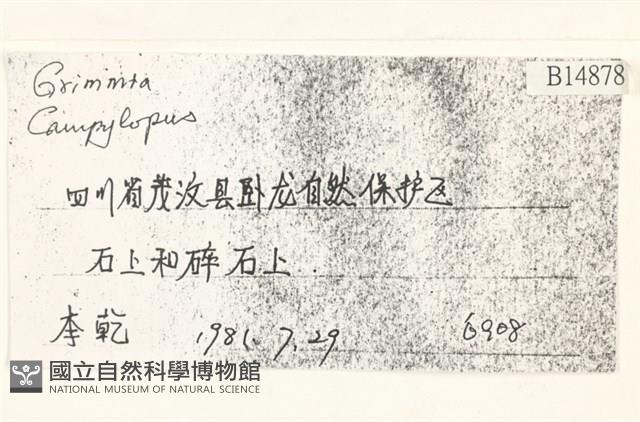 Grimmia
B14878
Campylopus
四川省茂汶县卧龙自然保护区
石上和碎石上.
李乾 1981.7.29 6908
國立自然科學博物館
NATIONAL MUSEUM OF NATURAL SCIENCE